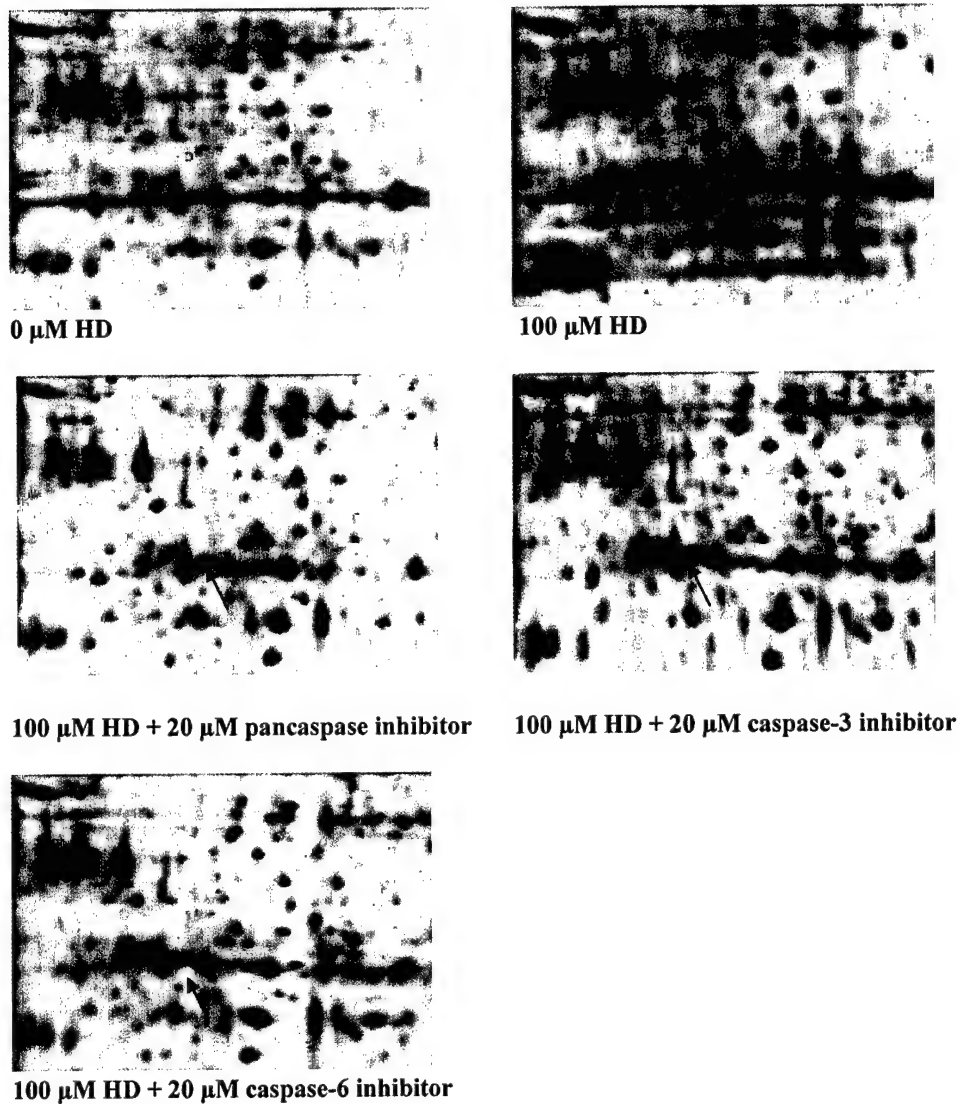 0 μM HD
100 μM HD
100 μM HD + 20 μM pancaspase inhibitor
100 μM HD + 20 μM caspase-3 inhibitor
100 μM HD + 20 μM caspase-6 inhibitor